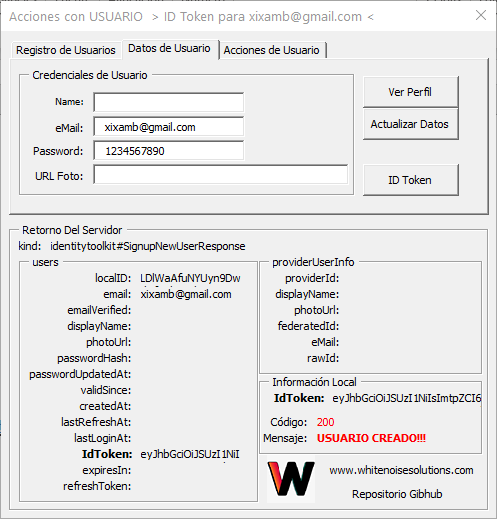 Acciones con USUARIO > ID Token para xixamb@gmail.com <
Registro de Usuarios Datos de Usuario Acciones de Usuario
Credenciales de Usuario
Name:
eMail: xixamb@gmail.com
Password: 1234567890
URL Foto:
Ver Perfil
Actualizar Datos
ID Token
Retorno Del Servidor
kind: identitytoolkit#SignupNewUserResponse
users
localID: LDlWaAfuNYUyn9Dw
email: xixamb@gmail.com
emailVerified:
displayName:
photoUrl:
passwordHash:
passwordUpdatedAt:
validSince:
createdAt:
lastRefreshAt:
lastLoginAt:
IdToken: eyJhbGciOiJSUzI1NiI
expiresIn:
refreshToken:
providerUserInfo
providerId:
displayName:
photoUrl:
federatedId:
eMail:
rawId:
Información Local
IdToken: eyJhbGciOiJSUzI1NiIsImtpZCI6
Código: 200
Mensaje: USUARIO CREADO!!!
W
www.whitenoisesolutions.com
Repositorio Gibhub